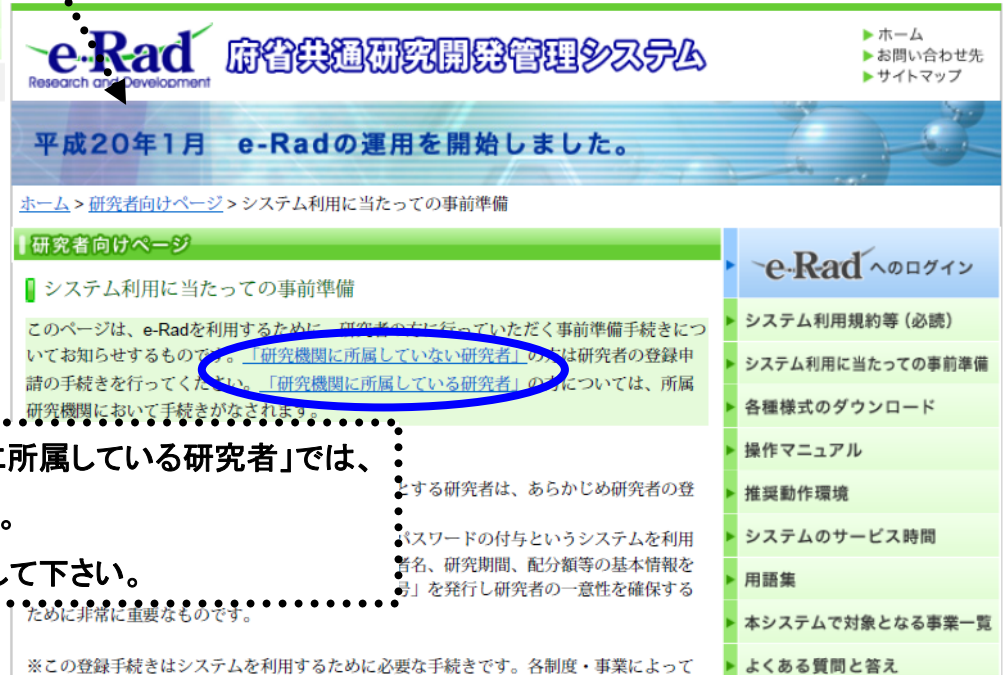 e-Rad 府省共通研究開発管理システム
Research and Development
ホーム
お問い合わせ先
サイトマップ
平成20年1月 e-Radの運用を開始しました。
ホーム > 研究者向けページ > システム利用に当たっての事前準備
研究者向けページ
システム利用に当たっての事前準備
このページは、e-Radを利用するために、研究者の方に行っていただく事前準備手続きにつ
いてお知らせするものです。「研究機関に所属していない研究者」の方は研究者の登録申
請の手続きを行ってください。「研究機関に所属している研究者」の方については、所属
研究機関において手続きがなされます。
所属している研究者」では、
。
して下さい。
とする研究者は、あらかじめ研究者の登
パスワードの付与というシステムを利用
者名、研究期間、配分額等の基本情報を
号」を発行し研究者の一意性を確保する
ために非常に重要なものです。
※この登録手続きはシステムを利用するために必要な手続きです。各制度・事業によって
e-Rad へのログイン
システム利用規約等（必読）
システム利用に当たっての事前準備
各種様式のダウンロード
操作マニュアル
推奨動作環境
システムのサービス時間
用語集
本システムで対象となる事業一覧
よくある質問と答え